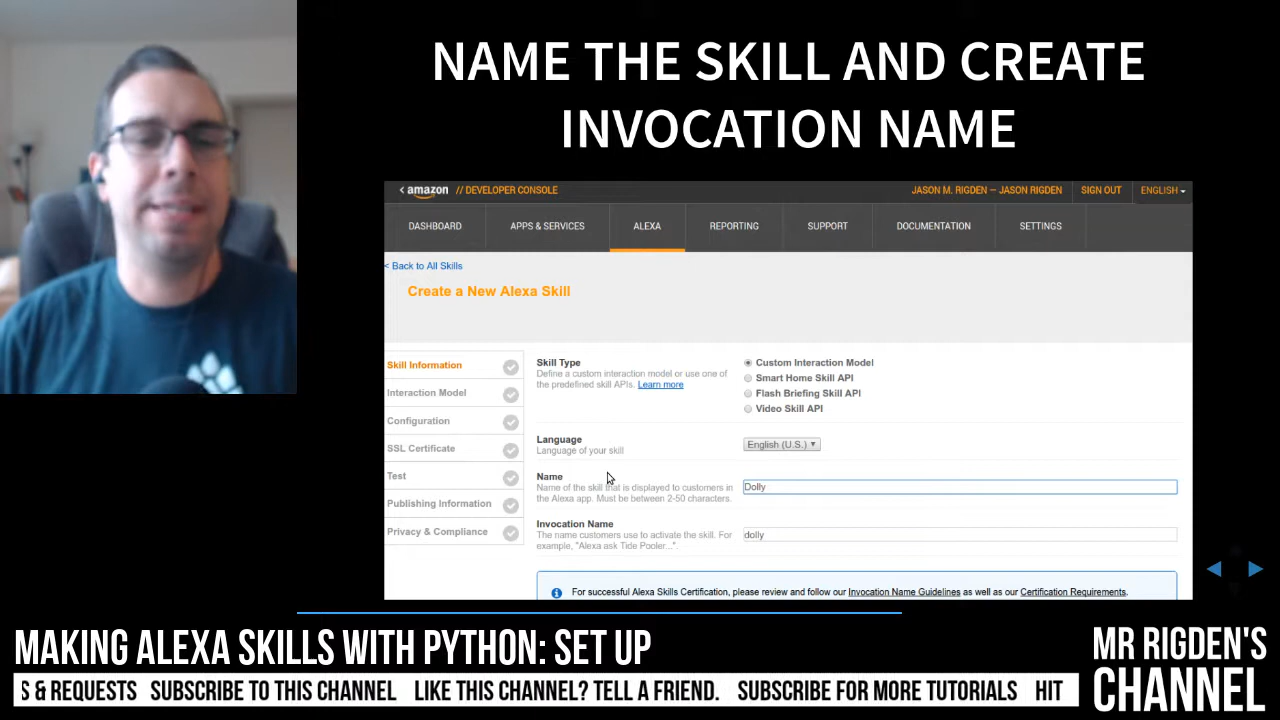 NAME THE SKILL AND CREATE
INVOCATION NAME
< amazon // DEVELOPER CONSOLE
JASON M. RIGDEN — JASON RIGDEN
SIGN OUT
ENGLISH
DASHBOARD
APPS & SERVICES
ALEXA
REPORTING
SUPPORT
DOCUMENTATION
SETTINGS
< Back to All Skills
Create a New Alexa Skill
Skill Information
Interaction Model
Configuration
SSL Certificate
Test
Publishing Information
Privacy & Compliance
Skill Type
Define a custom interaction model or use one of
the predefined skill APIs. Learn more
Custom Interaction Model
Smart Home Skill API
Flash Briefing Skill API
Video Skill API
Language
Language of your skill
English (U.S.)
Name
Name of the skill that is displayed to customers in
the Alexa app. Must be between 2-50 characters.
Dolly
Invocation Name
The name customers use to activate the skill. For
example, "Alexa ask Tide Pooler...".
dolly
For successful Alexa Skills Certification, please review and follow our Invocation Name Guidelines as well as our Certification Requirements.
MAKING ALEXA SKILLS WITH PYTHON: SET UP
S & REQUESTS SUBSCRIBE TO THIS CHANNEL LIKE THIS CHANNEL? TELL A FRIEND. SUBSCRIBE FOR MORE TUTORIALS HIT
MR RIGDEN'S
CHANNEL